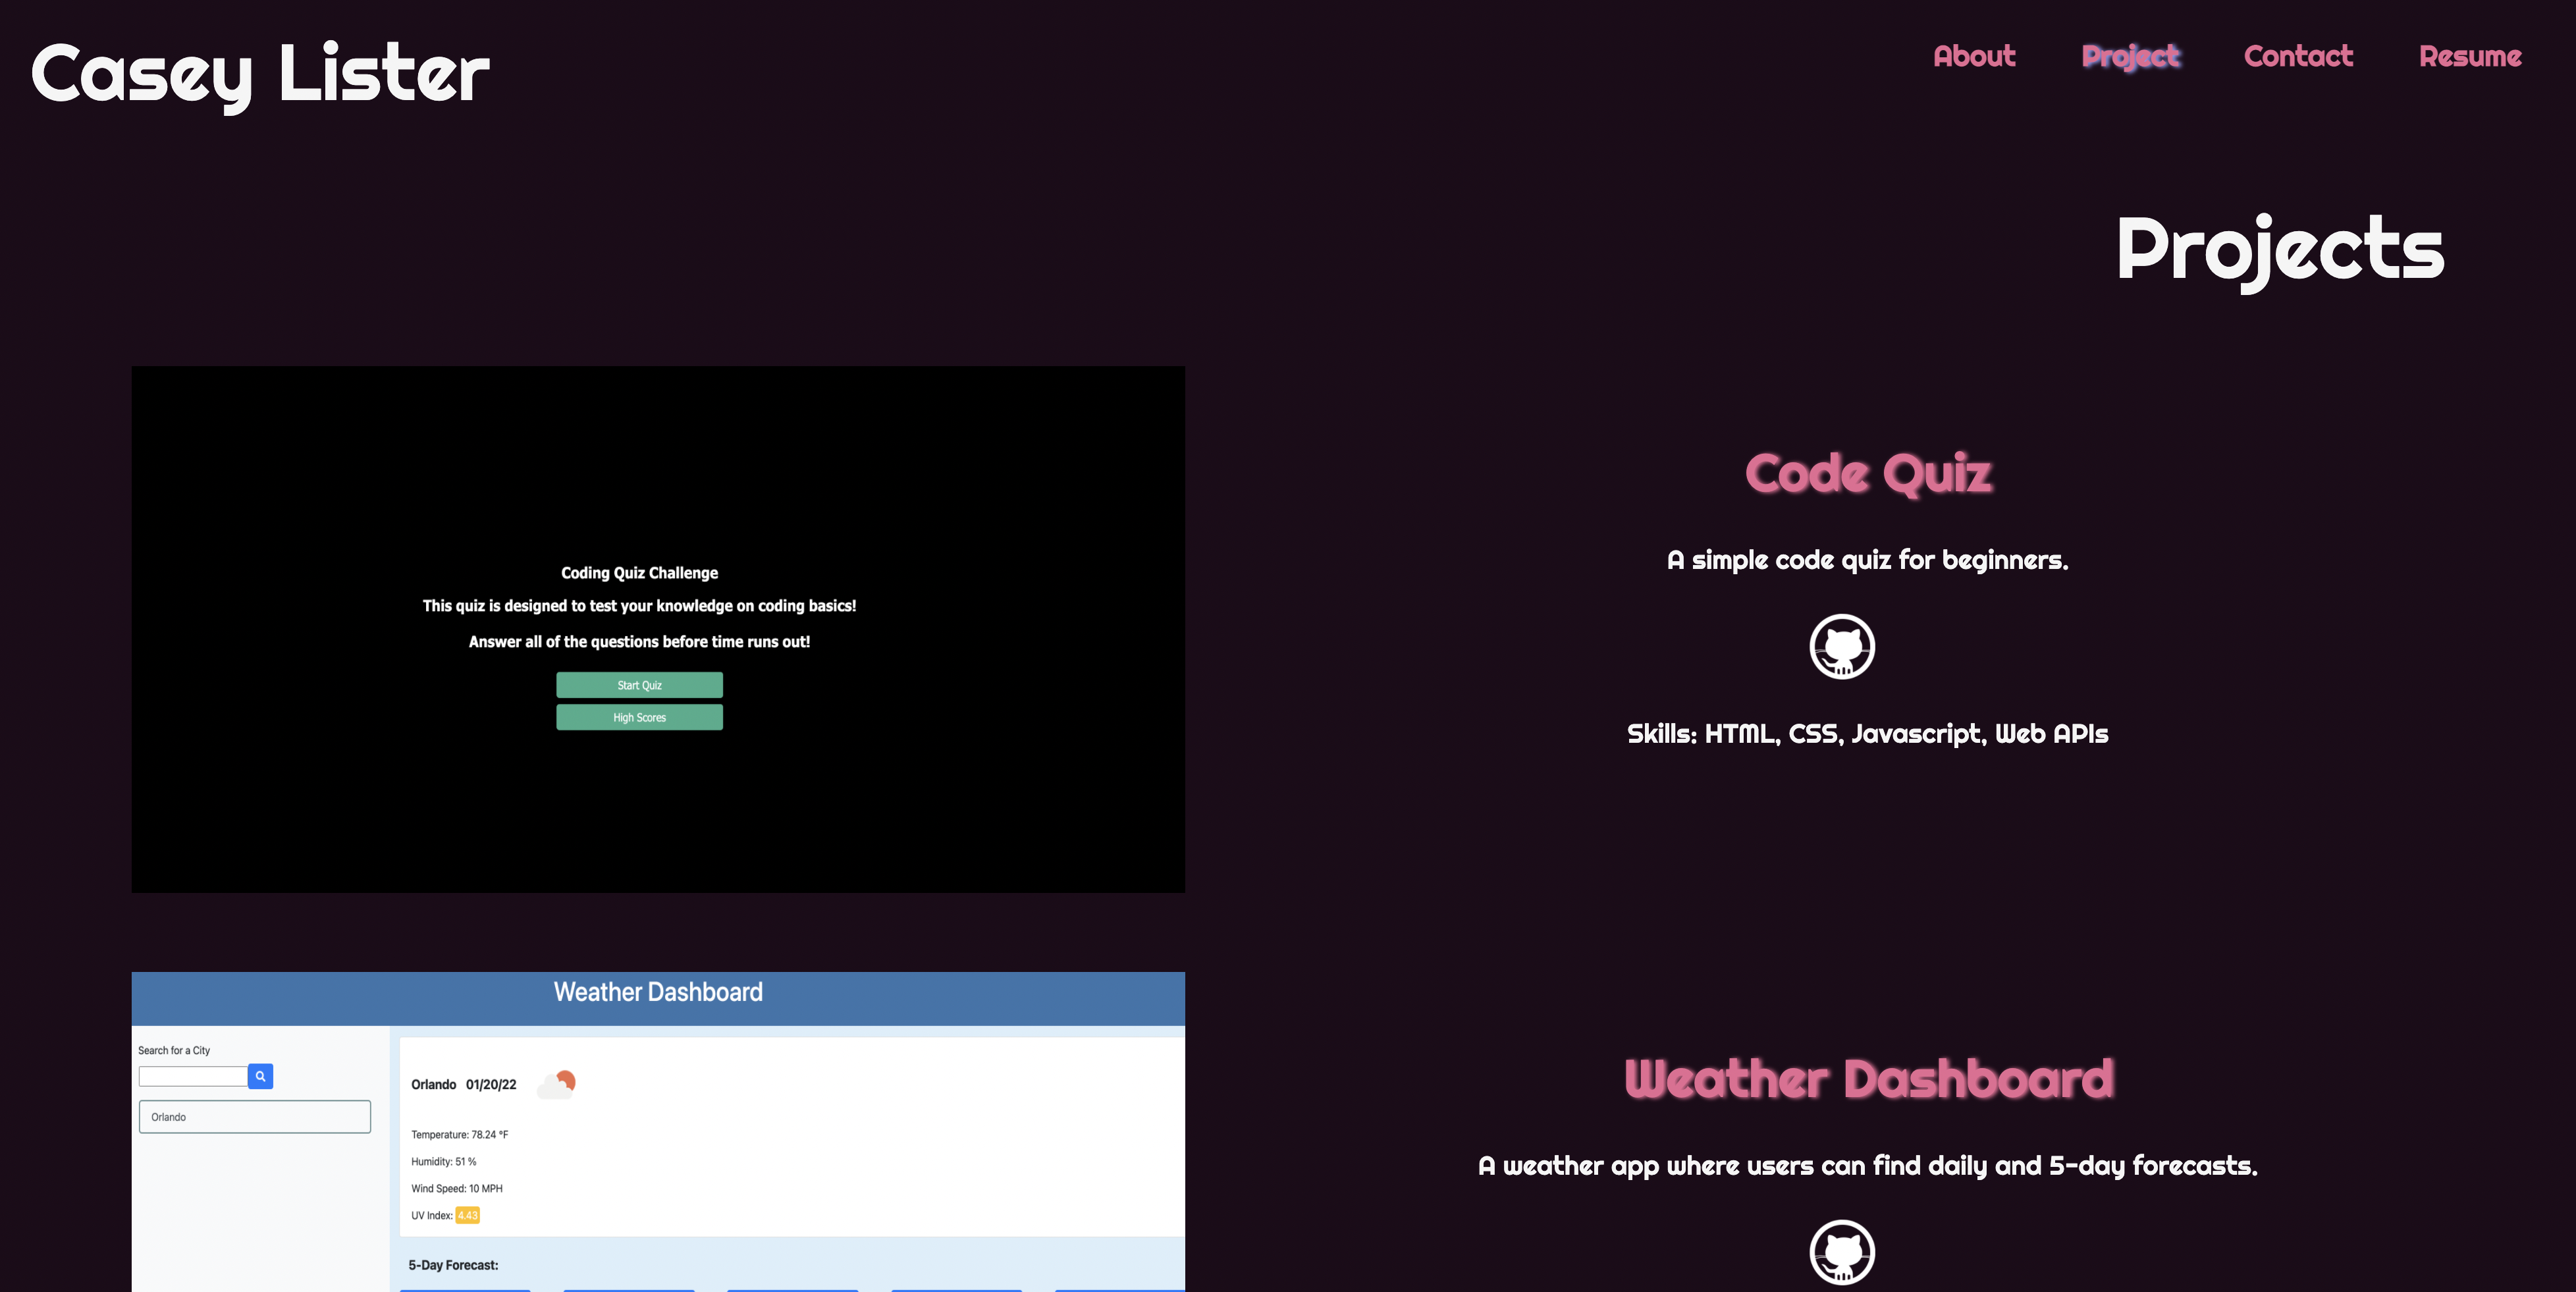 Casey Lister
About Project Contact Resume
Projects
Coding Quiz Challenge
This quiz is designed to test your knowledge on coding basics!
Answer all of the questions before time runs out!
Start Quiz
High Scores
Code Quiz
A simple code quiz for beginners.
Skills: HTML, CSS, Javascript, Web APIs
Weather Dashboard
Search for a City
Orlando
Orlando 01/20/22
Temperature: 78.24 °F
Humidity: 51 %
Wind Speed: 10 MPH
UV Index: 4.43
5-Day Forecast:
Weather Dashboard
A weather app where users can find daily and 5-day forecasts.